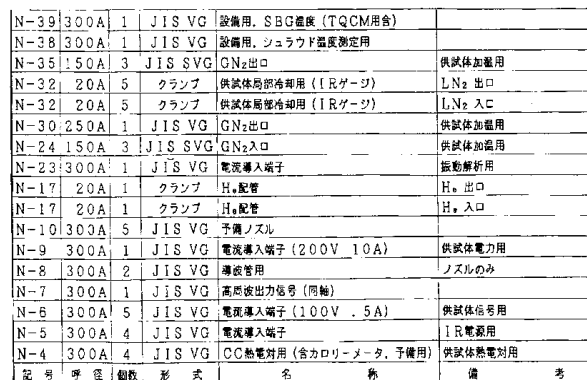 N-39 300A 1 JIS VG 設備用, SBG温度 (TQCM用含)
N-38 300A 1 JIS VG 設備用, シュラウド温度測定用
N-35 150A 3 JIS SVG GN₂出口 供試体加温用
N-32 20A 5 クランプ 供試体局部冷却用 (IRゲージ) LN₂ 出口
N-32 20A 5 クランプ 供試体局部冷却用 (IRゲージ) LN₂ 入口
N-30 250A 1 JIS VG GN₂出口 供試体加温用
N-24 150A 3 JIS SVG GN₂入口 供試体加温用
N-23 300A 1 JIS VG 電流導入端子 振動解析用
N-17 20A 1 クランプ Hₑ配管 Hₑ 出口
N-17 20A 1 クランプ Hₑ配管 Hₑ 入口
N-10 300A 5 JIS VG 予備ノズル
N-9 300A 1 JIS VG 電流導入端子 (200V 10A) 供試体電力用
N-8 300A 2 JIS VG 導波管用 ノズルのみ
N-7 300A 1 JIS VG 高周波出力信号 (同軸)
N-6 300A 5 JIS VG 電流導入端子 (100V . 5A) 供試体信号用
N-5 300A 4 JIS VG 電流導入端子 IR電源用
N-4 300A 4 JIS VG CC熱電対用 (含カロリーメータ, 予備用) 供試体熱電対用
記号 呼径 個数 形式 名称 備考